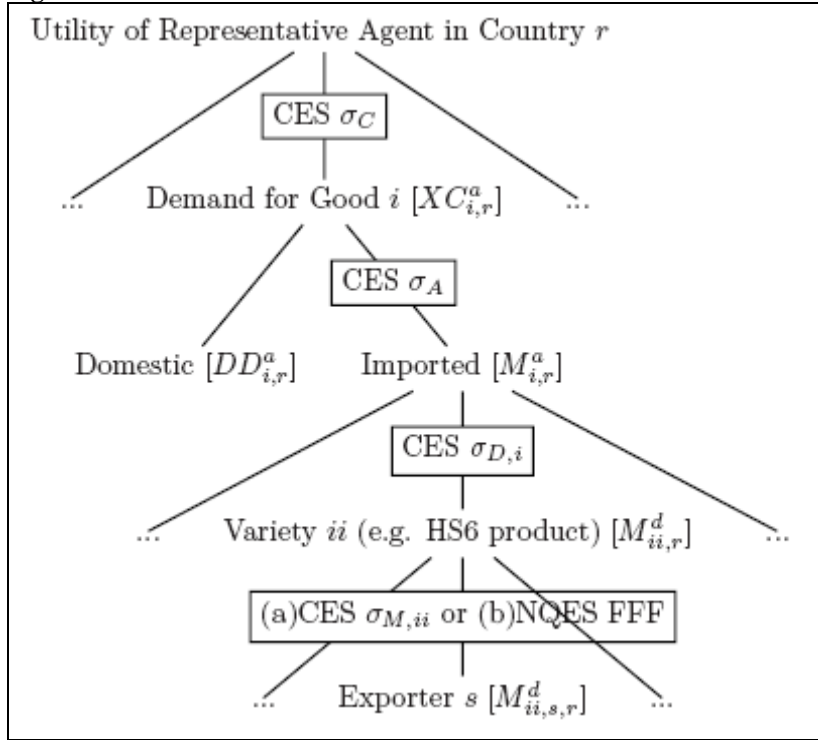 Utility of Representative Agent in Country r
CES σ_C
... Demand for Good i [XC^a_{i,r}] ...
CES σ_A
Domestic [DD^a_{i,r}] Imported [M^a_{i,r}]
CES σ_{D,i}
... Variety ii (e.g. HS6 product) [M^d_{ii,r}] ...
(a)CES σ_{M,ii} or (b)NQES FFF
... Exporter s [M^d_{ii,s,r}] ...